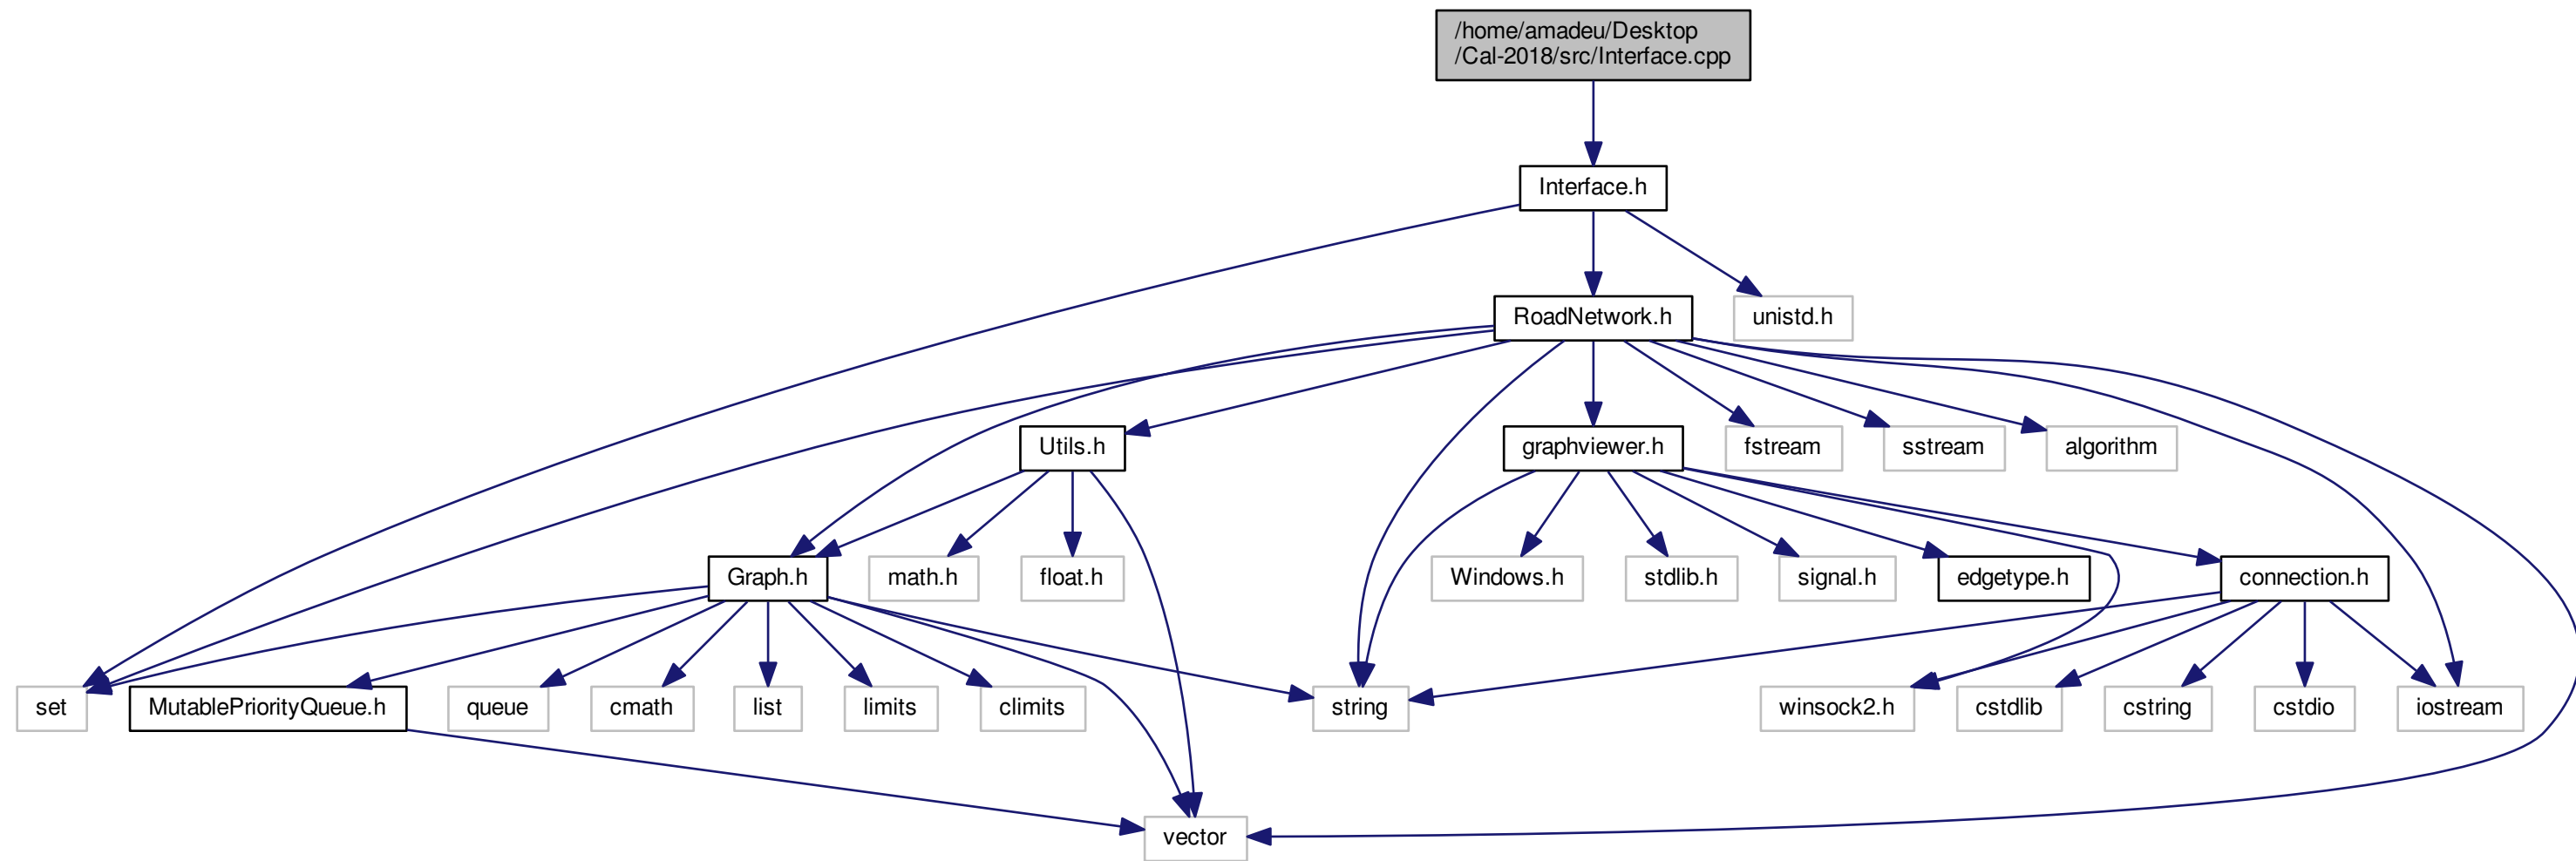 /home/amadeu/Desktop
/Cal-2018/src/Interface.cpp
Interface.h
RoadNetwork.h
unistd.h
Utils.h
graphviewer.h
fstream
sstream
algorithm
Graph.h
math.h
float.h
Windows.h
stdlib.h
signal.h
edgetype.h
connection.h
set
MutablePriorityQueue.h
queue
cmath
list
limits
climits
string
winsock2.h
cstdlib
cstring
cstdio
iostream
vector